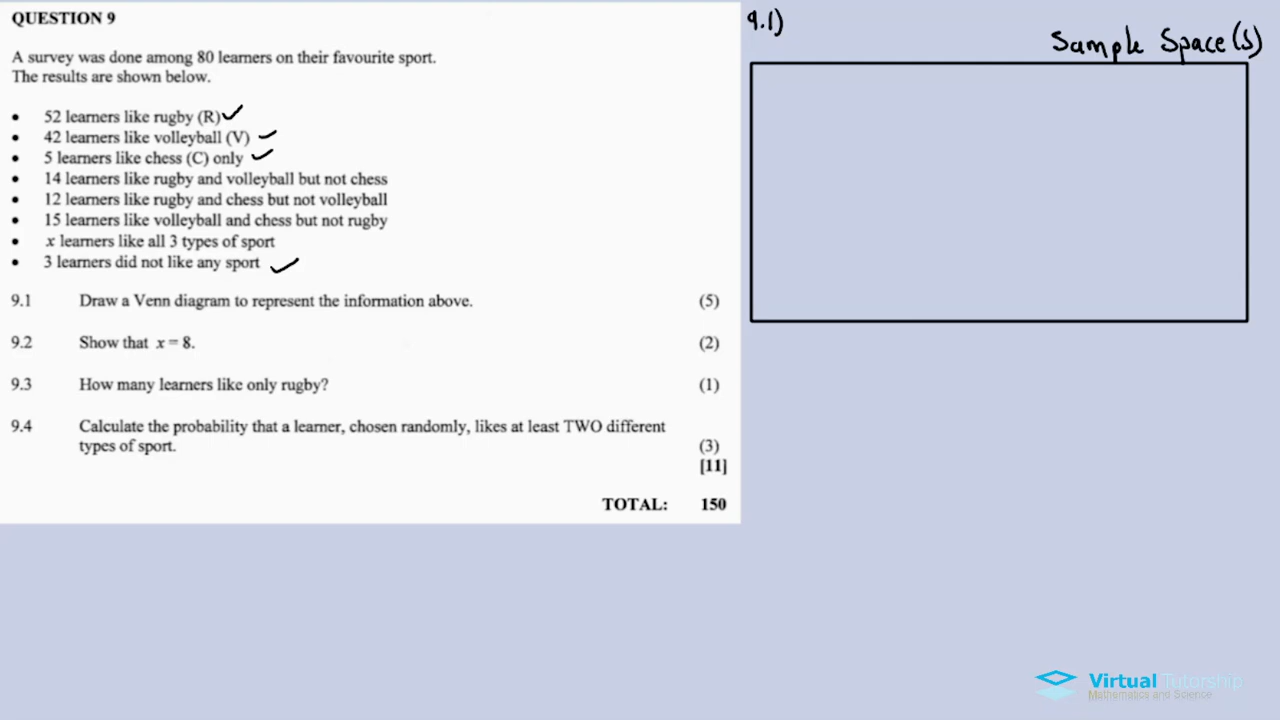 QUESTION 9
A survey was done among 80 learners on their favourite sport.
The results are shown below.
• 52 learners like rugby (R)
• 42 learners like volleyball (V)
• 5 learners like chess (C) only
• 14 learners like rugby and volleyball but not chess
• 12 learners like rugby and chess but not volleyball
• 15 learners like volleyball and chess but not rugby
• x learners like all 3 types of sport
• 3 learners did not like any sport
9.1 Draw a Venn diagram to represent the information above. (5)
9.2 Show that x = 8. (2)
9.3 How many learners like only rugby? (1)
9.4 Calculate the probability that a learner, chosen randomly, likes at least TWO different
types of sport. (3)
[11]
TOTAL: 150
9.1)
Sample Space (S)
Virtual Tutorship
Mathematics and Science